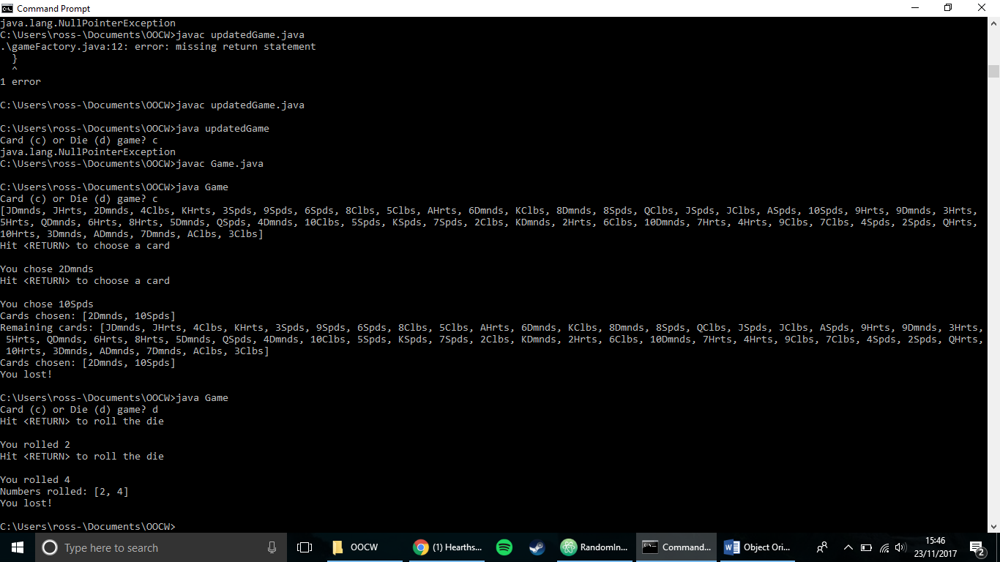 Command Prompt
java.lang.NullPointerException
C:\Users\ross-\Documents\OOCW>javac updatedGame.java
.\gameFactory.java:12: error: missing return statement
  }
  ^
1 error
C:\Users\ross-\Documents\OOCW>javac updatedGame.java
C:\Users\ross-\Documents\OOCW>java updatedGame
Card (c) or Die (d) game? c
java.lang.NullPointerException
C:\Users\ross-\Documents\OOCW>javac Game.java
C:\Users\ross-\Documents\OOCW>java Game
Card (c) or Die (d) game? c
[JDmnds, JHrts, 2Dmnds, 4Clbs, KHrts, 3Spds, 9Spds, 6Spds, 8Clbs, 5Clbs, AHrts, 6Dmnds, KClbs, 8Dmnds, 8Spds, QClbs, JSpds, JClbs, ASpds, 10Spds, 9Hrts, 9Dmnds, 3Hrts,
5Hrts, QDmnds, 6Hrts, 8Hrts, 5Dmnds, QSpds, 4Dmnds, 10Clbs, 5Spds, KSpds, 7Spds, 2Clbs, KDmnds, 2Hrts, 6Clbs, 10Dmnds, 7Hrts, 4Hrts, 9Clbs, 7Clbs, 4Spds, 2Spds, QHrts,
10Hrts, 3Dmnds, ADmnds, 7Dmnds, AClbs, 3Clbs]
Hit <RETURN> to choose a card
You chose 2Dmnds
Hit <RETURN> to choose a card
You chose 10Spds
Cards chosen: [2Dmnds, 10Spds]
Remaining cards: [JDmnds, JHrts, 4Clbs, KHrts, 3Spds, 9Spds, 6Spds, 8Clbs, 5Clbs, AHrts, 6Dmnds, KClbs, 8Dmnds, 8Spds, QClbs, JSpds, JClbs, ASpds, 9Hrts, 9Dmnds, 3Hrts,
 5Hrts, QDmnds, 6Hrts, 8Hrts, 5Dmnds, QSpds, 4Dmnds, 10Clbs, 5Spds, KSpds, 7Spds, 2Clbs, KDmnds, 2Hrts, 6Clbs, 10Dmnds, 7Hrts, 4Hrts, 9Clbs, 7Clbs, 4Spds, 2Spds, QHrts,
 10Hrts, 3Dmnds, ADmnds, 7Dmnds, AClbs, 3Clbs]
Cards chosen: [2Dmnds, 10Spds]
You lost!
C:\Users\ross-\Documents\OOCW>java Game
Card (c) or Die (d) game? d
Hit <RETURN> to roll the die
You rolled 2
Hit <RETURN> to roll the die
You rolled 4
Numbers rolled: [2, 4]
You lost!
C:\Users\ross-\Documents\OOCW>
Type here to search
OOCW
(1) Hearths...
RandomIn...
Command...
Object Ori...
15:46
23/11/2017
2